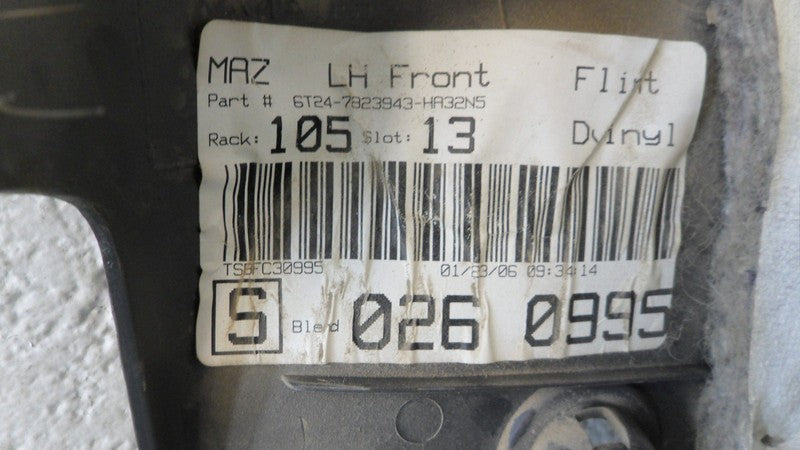 MAZ LH Front Flint
Part # 6T24-7823943-HA32N5
Rack: 105 Slot: 13 Dvinyl
TSBFC30995 01/23/06 09:34:14
S Blend 026 0995